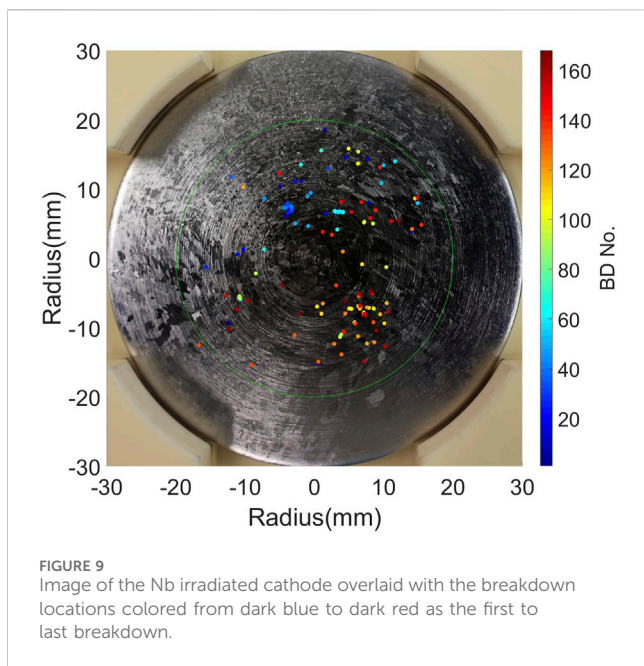 30
20
10
0
-10
-20
-30
Radius(mm)
-30 -20 -10 0 10 20 30
Radius(mm)
160
140
120
100
80
60
40
20
BD No.
FIGURE 9
Image of the Nb irradiated cathode overlaid with the breakdown
locations colored from dark blue to dark red as the first to
last breakdown.